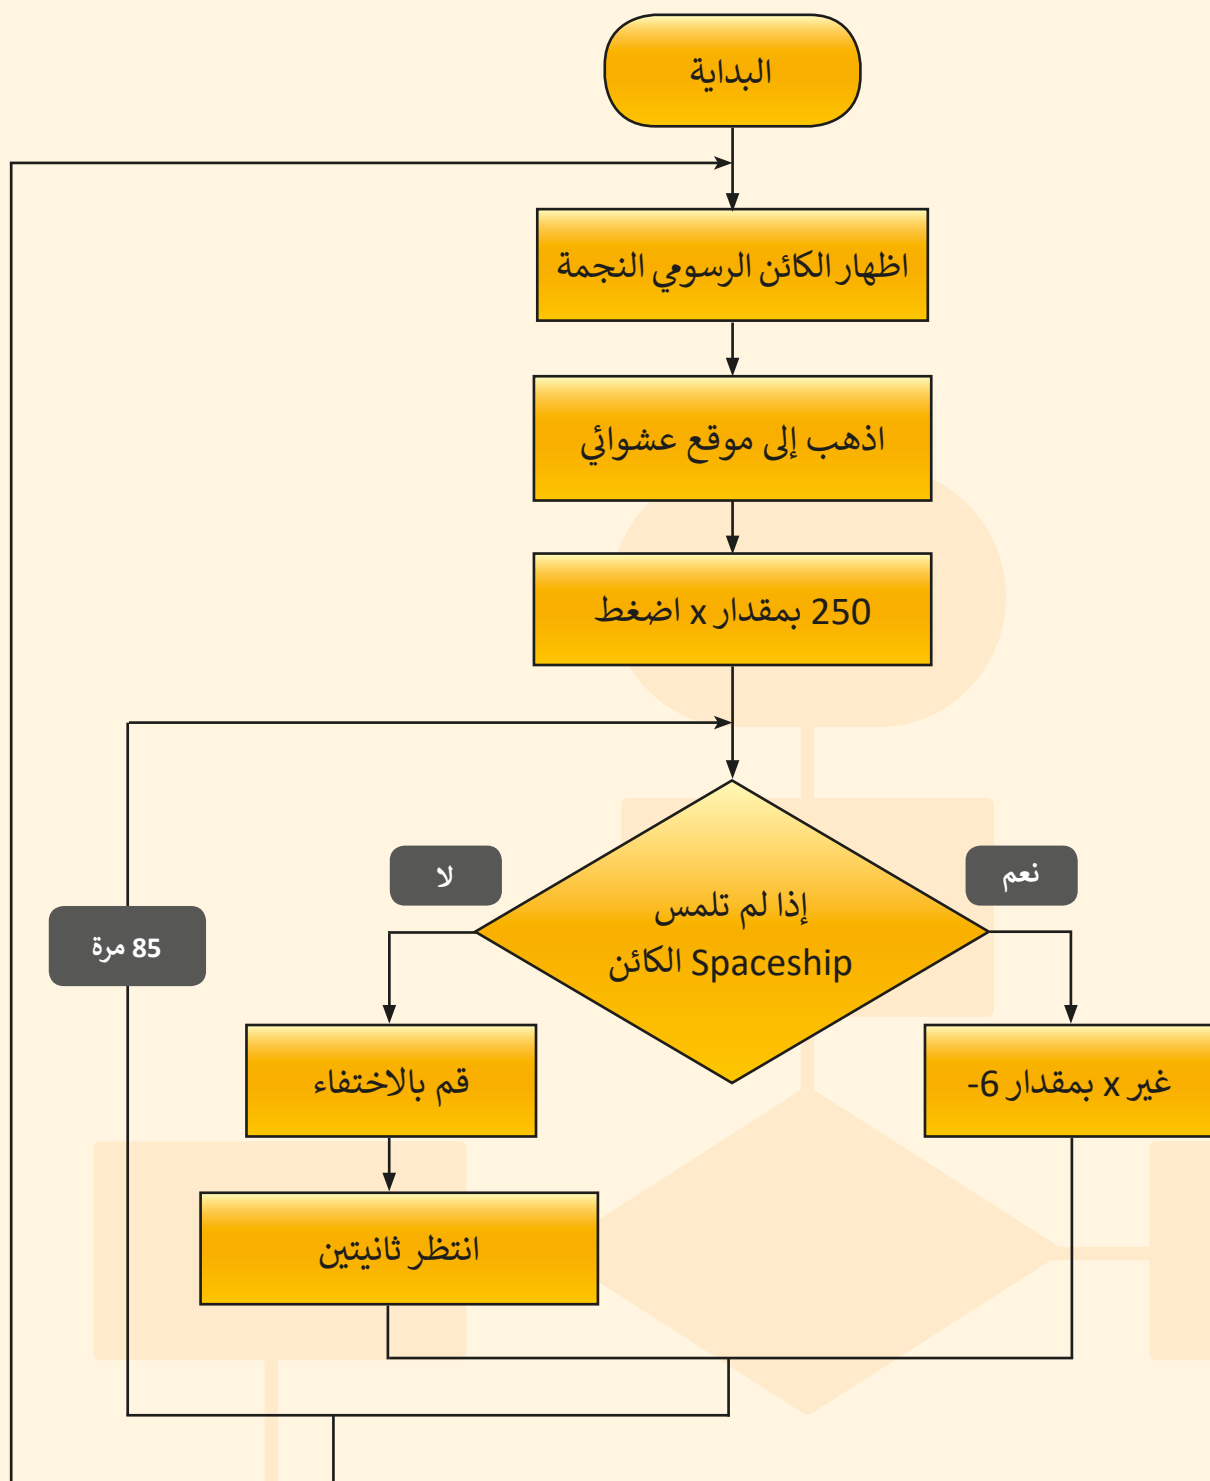 البداية
اظهار الكائن الرسومي النجمة
اذهب إلى موقع عشوائي
اضغط x بمقدار 250
لا
نعم
إذا لم تلمس
الكائن Spaceship
85 مرة
قم بالاختفاء
غير x بمقدار 6-
انتظر ثانيتين